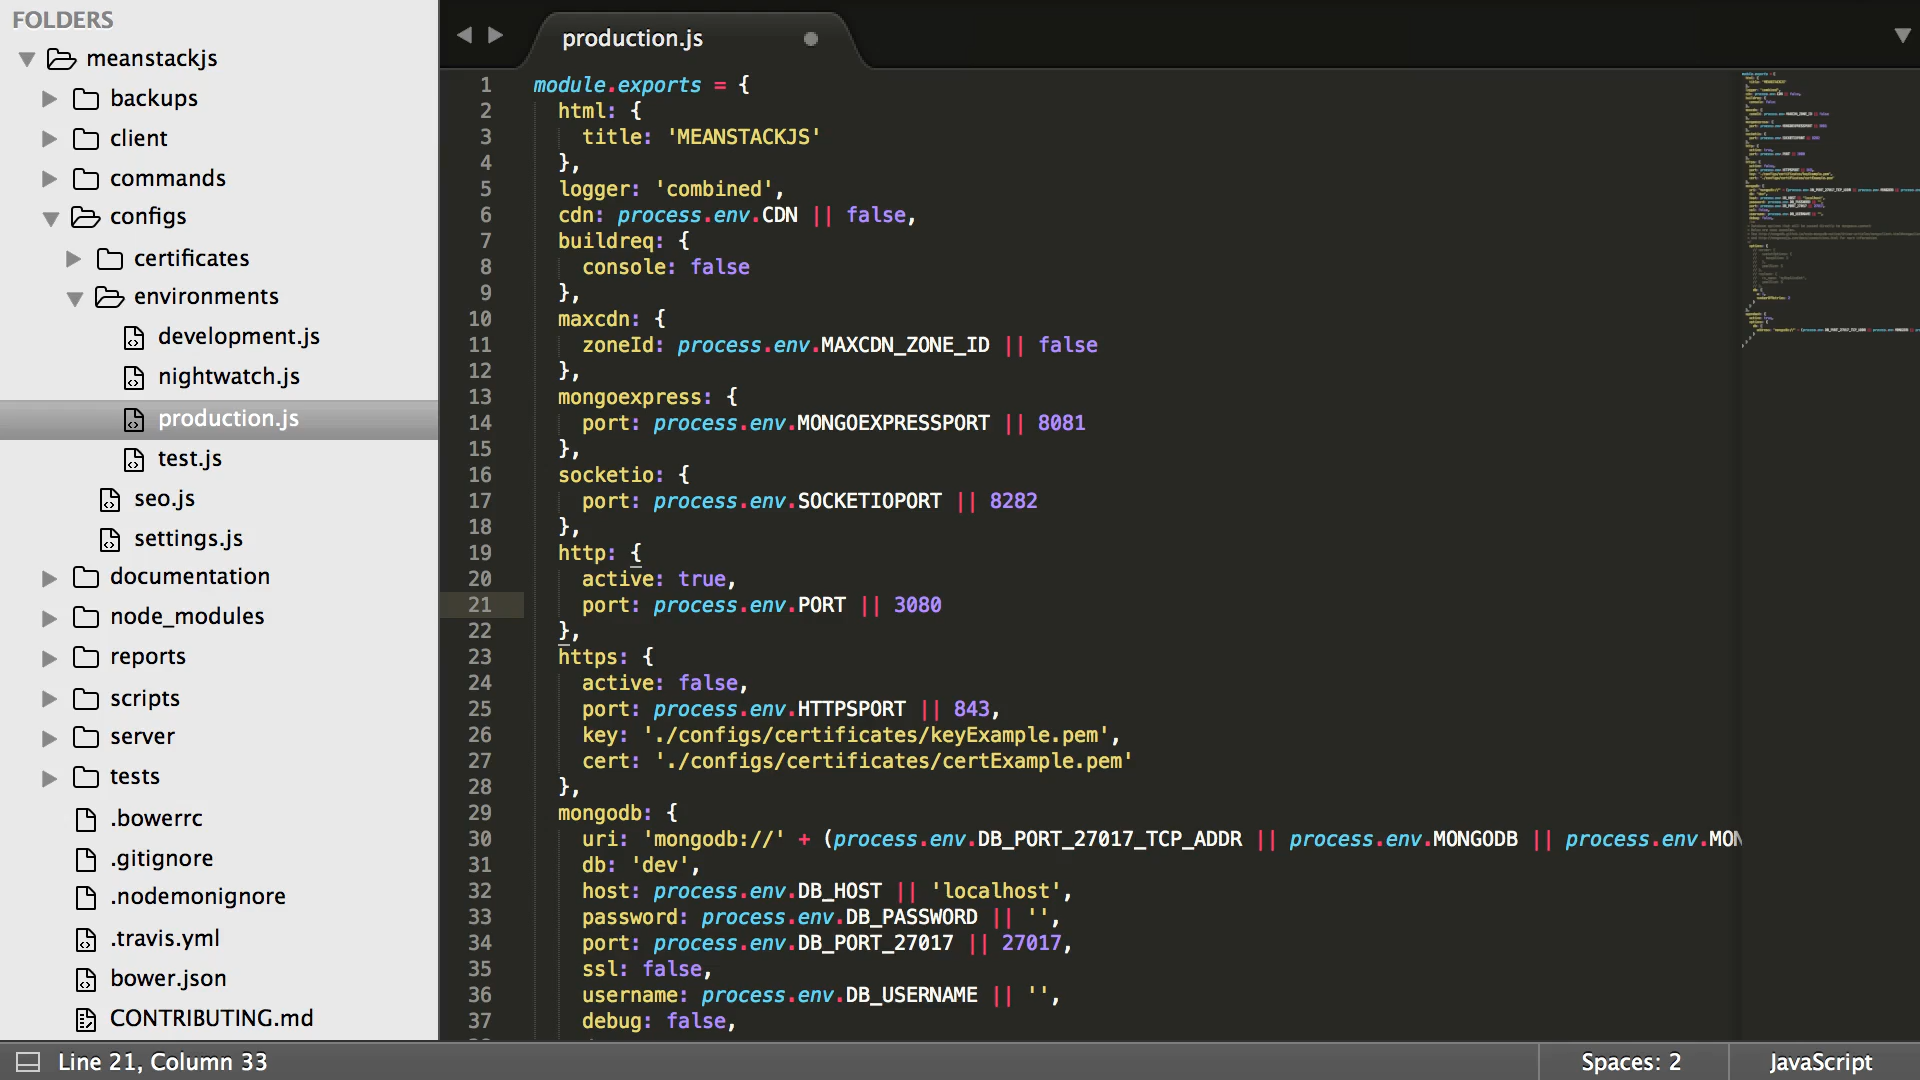 FOLDERS
meanstackjs
backups
client
commands
configs
certificates
environments
development.js
nightwatch.js
production.js
test.js
seo.js
settings.js
documentation
node_modules
reports
scripts
server
tests
.bowerrc
.gitignore
.nodemonignore
.travis.yml
bower.json
CONTRIBUTING.md
production.js
1 module.exports = {
2 html: {
3 title: 'MEANSTACKJS'
4 },
5 logger: 'combined',
6 cdn: process.env.CDN || false,
7 buildreq: {
8 console: false
9 },
10 maxcdn: {
11 zoneId: process.env.MAXCDN_ZONE_ID || false
12 },
13 mongoexpress: {
14 port: process.env.MONGOEXPRESSPORT || 8081
15 },
16 socketio: {
17 port: process.env.SOCKETIOPORT || 8282
18 },
19 http: {
20 active: true,
21 port: process.env.PORT || 3080
22 },
23 https: {
24 active: false,
25 port: process.env.HTTPSPORT || 843,
26 key: './configs/certificates/keyExample.pem',
27 cert: './configs/certificates/certExample.pem'
28 },
29 mongodb: {
30 uri: 'mongodb://' + (process.env.DB_PORT_27017_TCP_ADDR || process.env.MONGODB || process.env.MON
31 db: 'dev',
32 host: process.env.DB_HOST || 'localhost',
33 password: process.env.DB_PASSWORD || '',
34 port: process.env.DB_PORT_27017 || 27017,
35 ssl: false,
36 username: process.env.DB_USERNAME || '',
37 debug: false,
Line 21, Column 33
Spaces: 2
JavaScript